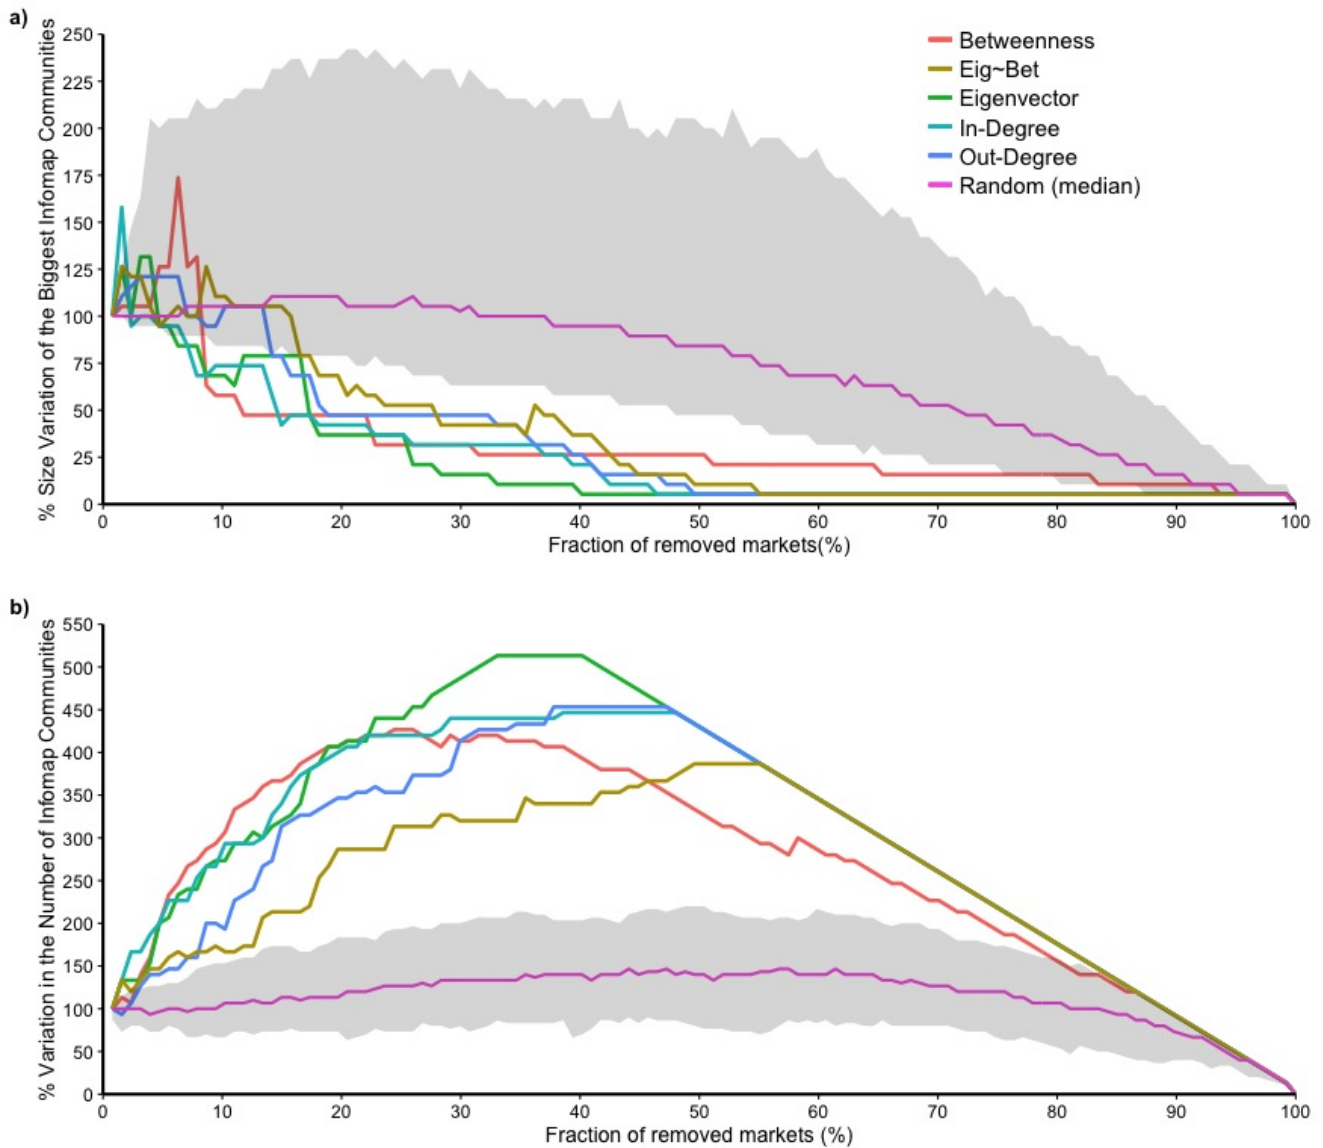 a)
% Size Variation of the Biggest Infomap Communities
250
225
200
175
150
125
100
75
50
25
0
Betweenness
Eig~Bet
Eigenvector
In-Degree
Out-Degree
Random (median)
0 10 20 30 40 50 60 70 80 90 100
Fraction of removed markets(%)
b)
% Variation in the Number of Infomap Communities
550
500
450
400
350
300
250
200
150
100
50
0
0 10 20 30 40 50 60 70 80 90 100
Fraction of removed markets (%)